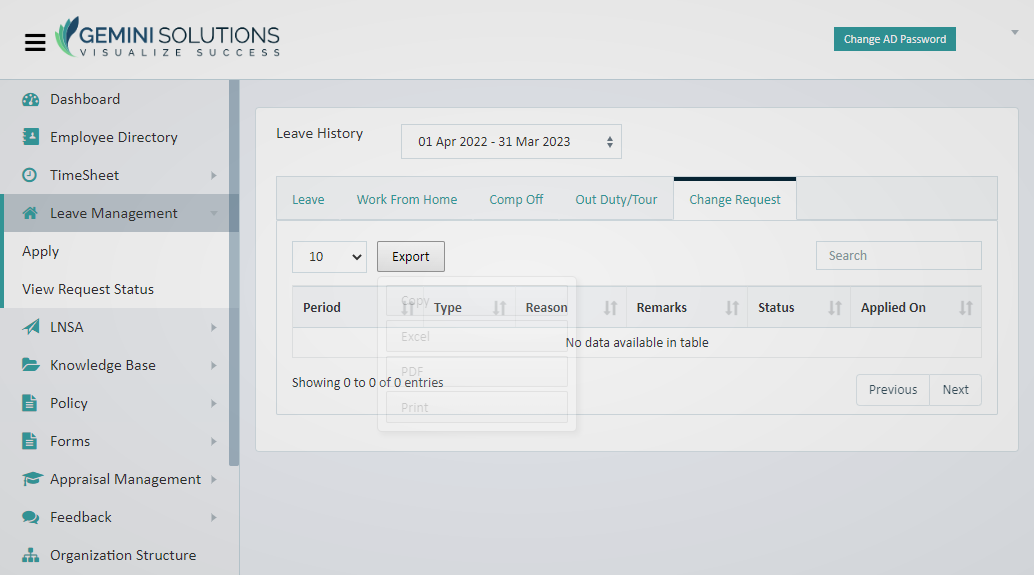 GEMINI SOLUTIONS
VISUALIZE SUCCESS
Change AD Password
Dashboard
Employee Directory
TimeSheet
Leave Management
Apply
View Request Status
LNSA
Knowledge Base
Policy
Forms
Appraisal Management
Feedback
Organization Structure
Leave History
01 Apr 2022 - 31 Mar 2023
Leave Work From Home Comp Off Out Duty/Tour Change Request
10 Export Search
Copy
Excel
PDF
Print
Period Type Reason Remarks Status Applied On
No data available in table
Showing 0 to 0 of 0 entries
Previous Next